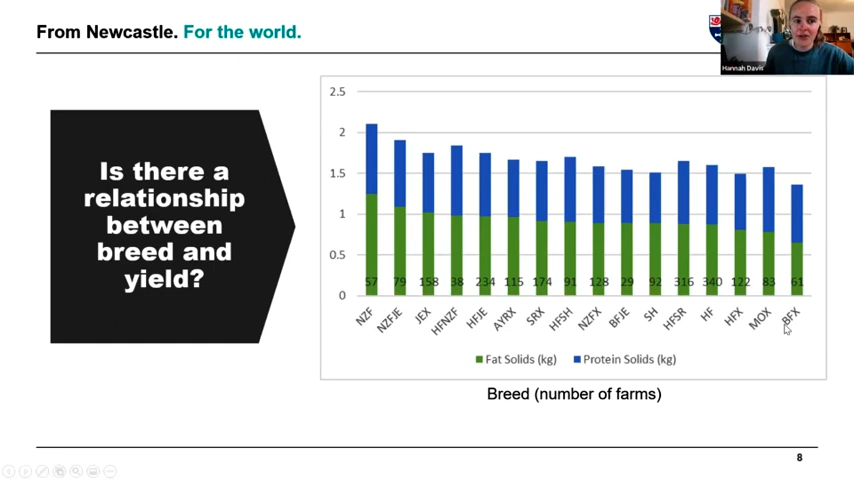 From Newcastle. For the world.
Hannah Davis
Is there a
relationship
between
breed and
yield?
2.5
2
1.5
1
0.5
0
57 79 158 38 234 115 174 91 128 29 92 316 340 122 83 61
NZF NZFJE JEX HFNZF HFJE AYRX SRX HFSH NZFX BFJE SH HFSR HF HFX MOX BFX
Fat Solids (kg) Protein Solids (kg)
Breed (number of farms)
8